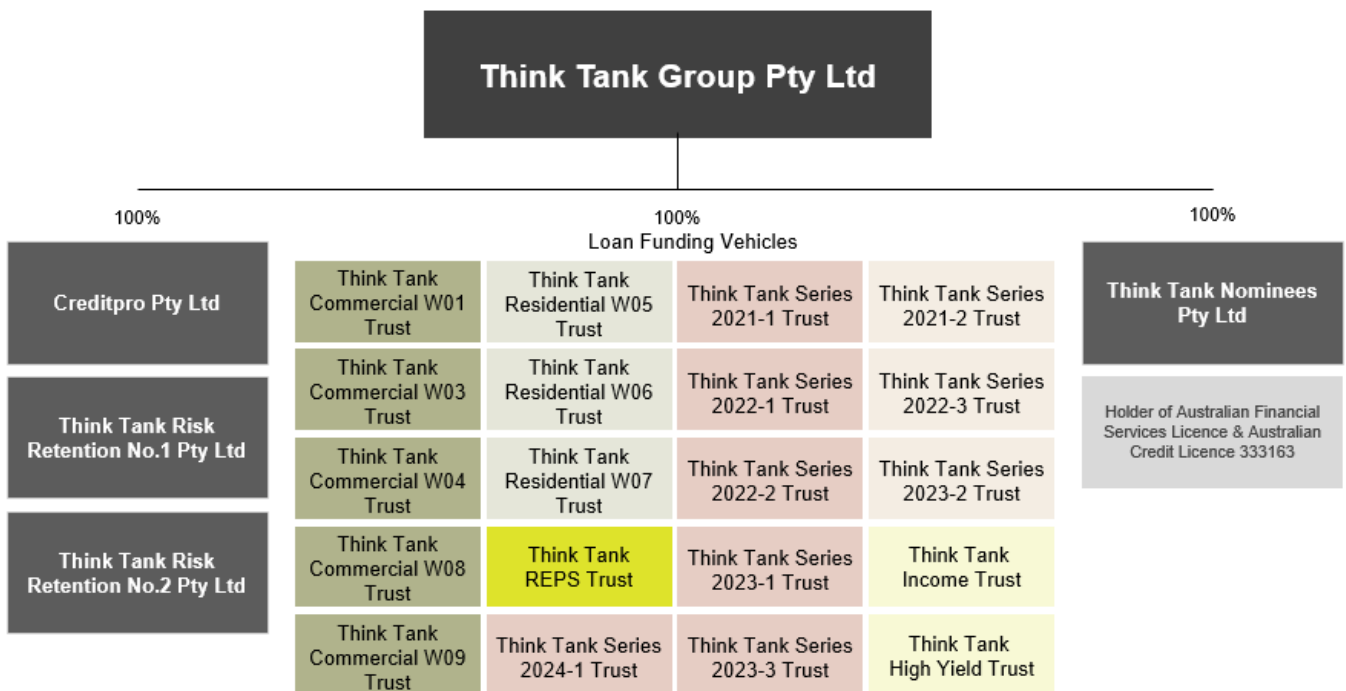 Think Tank Group Pty Ltd
100%
100%
100%
Loan Funding Vehicles
Creditpro Pty Ltd
Think Tank Risk
Retention No.1 Pty Ltd
Think Tank Risk
Retention No.2 Pty Ltd
Think Tank
Commercial W01
Trust
Think Tank
Residential W05
Trust
Think Tank Series
2021-1 Trust
Think Tank Series
2021-2 Trust
Think Tank
Commercial W03
Trust
Think Tank
Residential W06
Trust
Think Tank Series
2022-1 Trust
Think Tank Series
2022-3 Trust
Think Tank
Commercial W04
Trust
Think Tank
Residential W07
Trust
Think Tank Series
2022-2 Trust
Think Tank Series
2023-2 Trust
Think Tank
Commercial W08
Trust
Think Tank
REPS Trust
Think Tank Series
2023-1 Trust
Think Tank
Income Trust
Think Tank
Commercial W09
Trust
Think Tank Series
2024-1 Trust
Think Tank Series
2023-3 Trust
Think Tank
High Yield Trust
Think Tank Nominees
Pty Ltd
Holder of Australian Financial
Services Licence & Australian
Credit Licence 333163